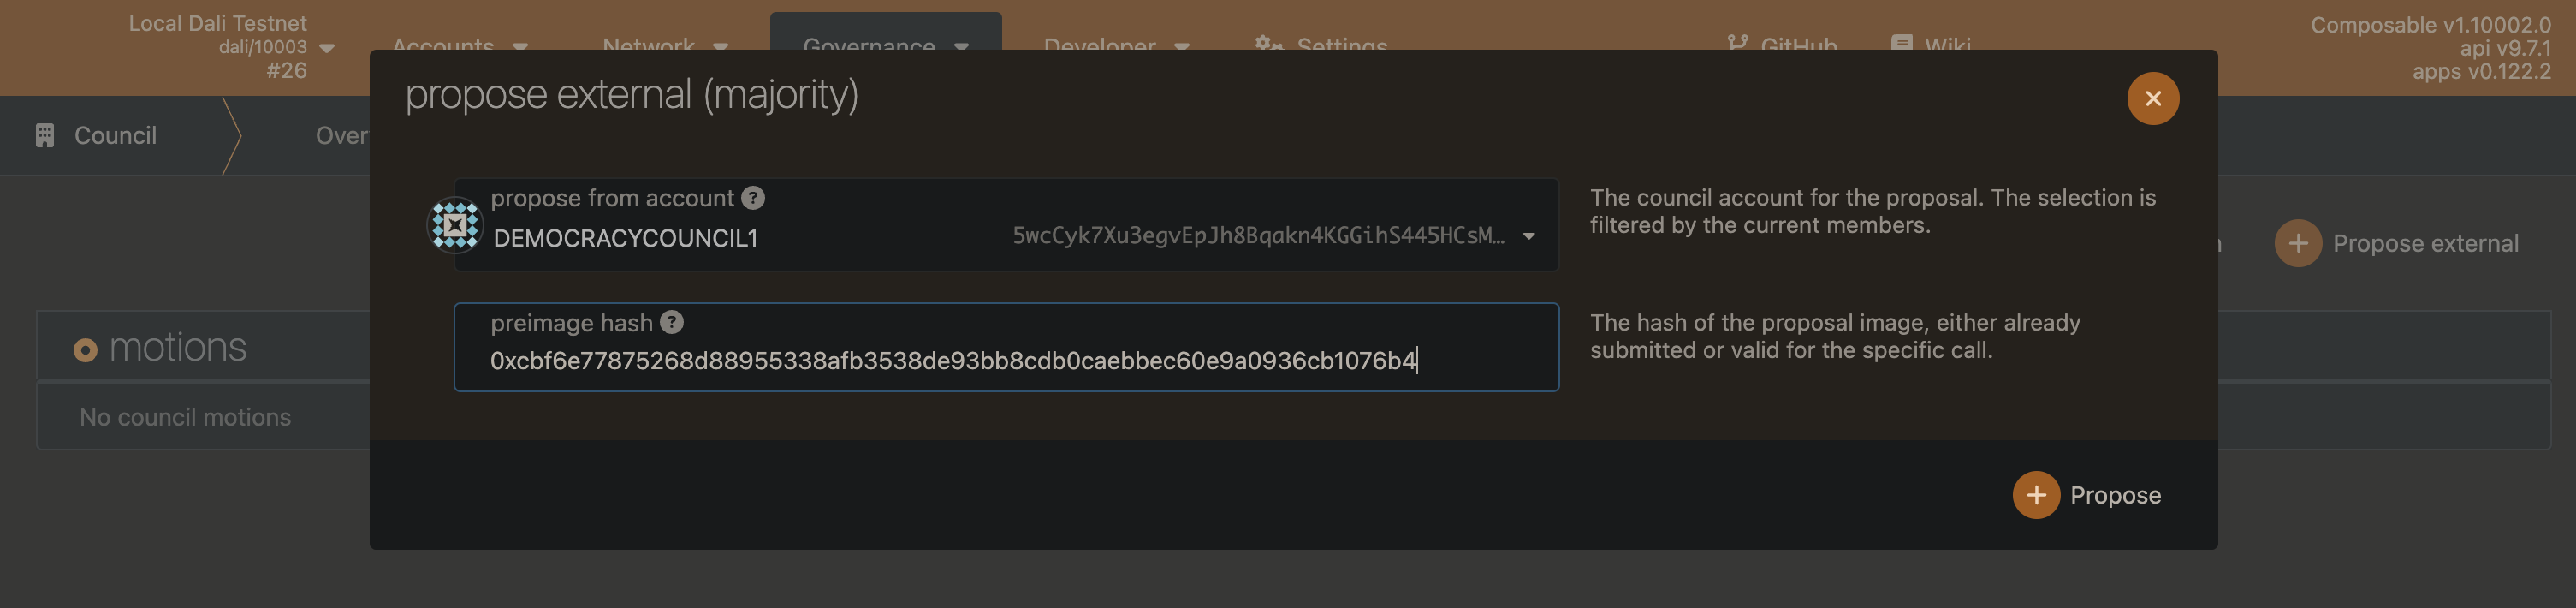 Local Dali Testnet
dali/10003
#26
Accounts
Network
Governance
Developer
Settings
GitHub
Wiki
Composable v1.10002.0
api v9.7.1
apps v0.122.2
Council
propose external (majority)
propose from account ?
DEMOCRACYCOUNCIL1
5wcCyk7Xu3egvEpJh8Bqakn4KGGihS445HCsM…
The council account for the proposal. The selection is
filtered by the current members.
Propose external
preimage hash ?
0xcbf6e77875268d88955338afb3538de93bb8cdb0caebbec60e9a0936cb1076b4
The hash of the proposal image, either already
submitted or valid for the specific call.
motions
No council motions
Propose